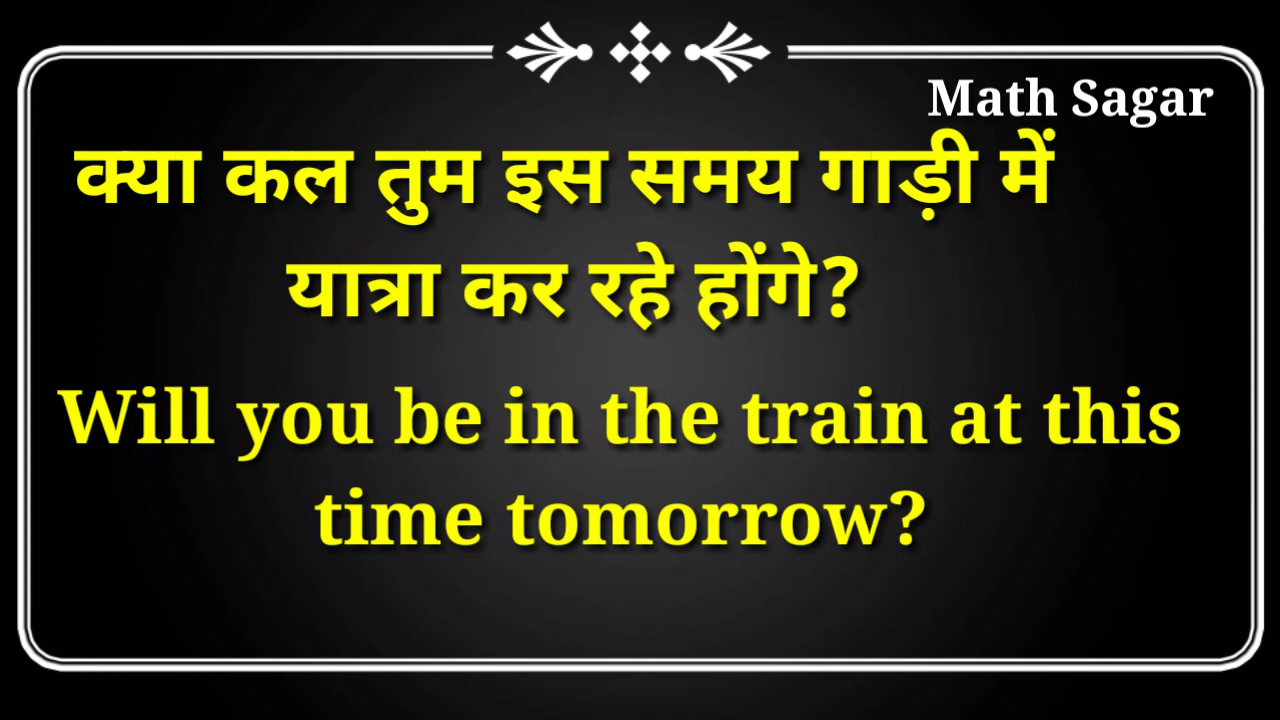 Math Sagar
क्या कल तुम इस समय गाड़ी में
यात्रा कर रहे होंगे?
Will you be in the train at this
time tomorrow?